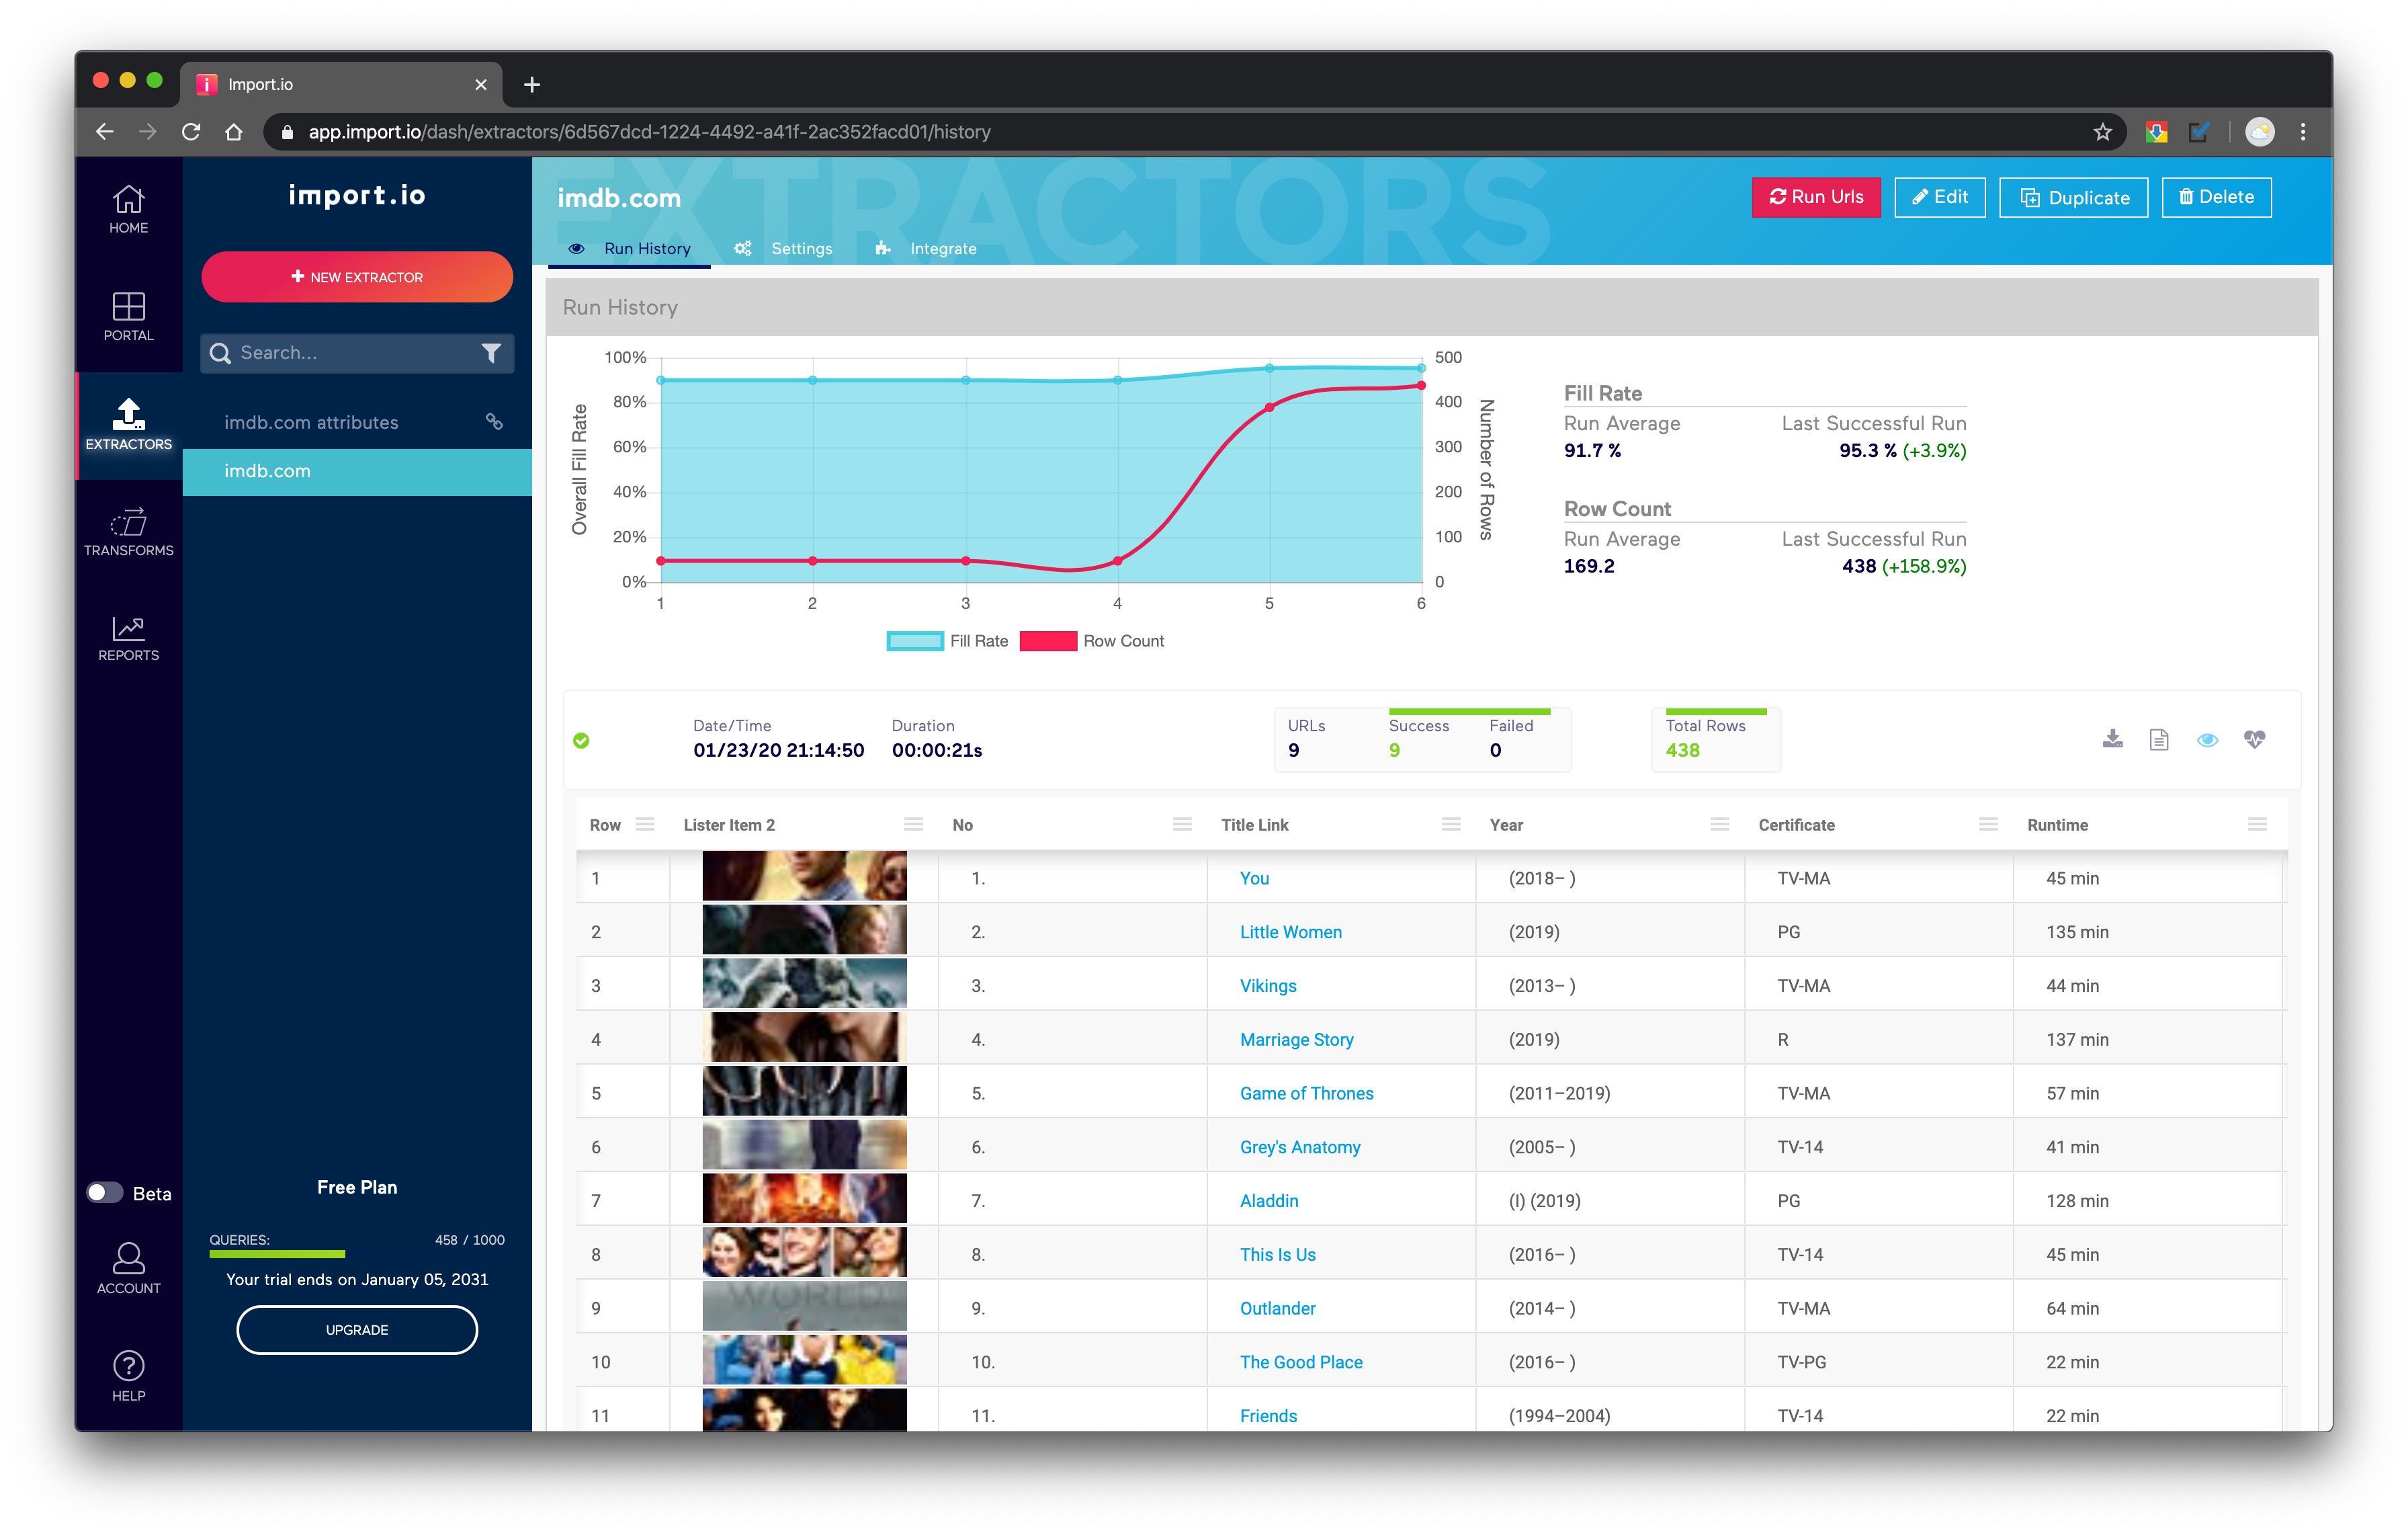 Import.io
app.import.io/dash/extractors/6d567dcd-1224-4492-a41f-2ac352facd01/history
HOME
PORTAL
EXTRACTORS
TRANSFORMS
REPORTS
Beta
ACCOUNT
HELP
import.io
+ NEW EXTRACTOR
Search...
imdb.com attributes
imdb.com
Free Plan
QUERIES: 458 / 1000
Your trial ends on January 05, 2031
UPGRADE
EXTRACTORS
imdb.com
Run Urls Edit Duplicate Delete
Run History Settings Integrate
Run History
Overall Fill Rate
100%
80%
60%
40%
20%
0%
500
400
300
200
100
0
Number of Rows
1 2 3 4 5 6
Fill Rate Row Count
Fill Rate
Run Average Last Successful Run
91.7 % 95.3 % (+3.9%)
Row Count
Run Average Last Successful Run
169.2 438 (+158.9%)
Date/Time Duration URLs Success Failed Total Rows
01/23/20 21:14:50 00:00:21s 9 9 0 438
Row Lister Item 2 No Title Link Year Certificate Runtime
1 1. You (2018– ) TV-MA 45 min
2 2. Little Women (2019) PG 135 min
3 3. Vikings (2013– ) TV-MA 44 min
4 4. Marriage Story (2019) R 137 min
5 5. Game of Thrones (2011–2019) TV-MA 57 min
6 6. Grey's Anatomy (2005– ) TV-14 41 min
7 7. Aladdin (I) (2019) PG 128 min
8 8. This Is Us (2016– ) TV-14 45 min
9 WORLD 9. Outlander (2014– ) TV-MA 64 min
10 10. The Good Place (2016– ) TV-PG 22 min
11 11. Friends (1994–2004) TV-14 22 min